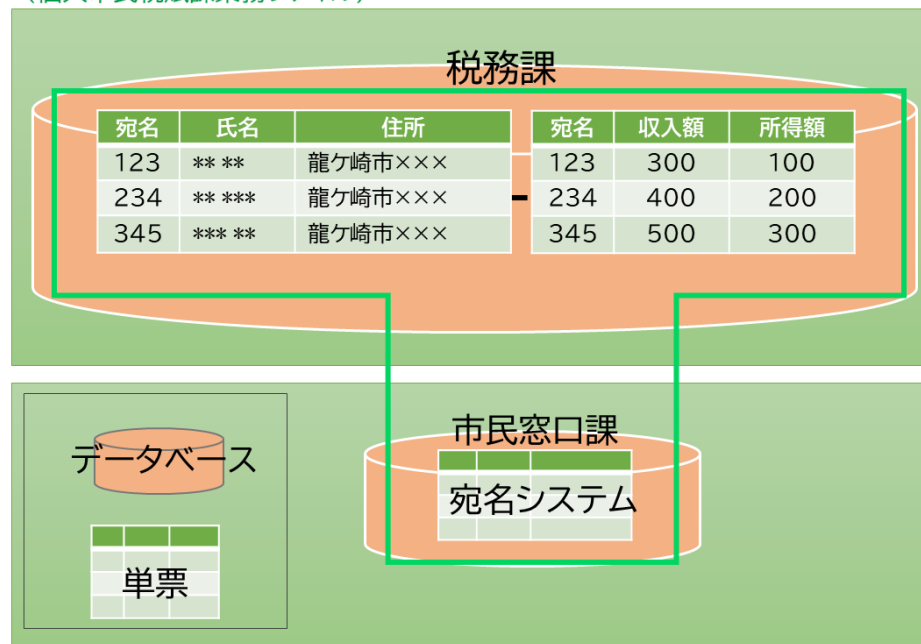 税務課
宛名 氏名 住所 宛名 収入額 所得額
123 ** ** 龍ケ崎市××× 123 300 100
234 ** *** 龍ケ崎市××× 234 400 200
345 *** ** 龍ケ崎市××× 345 500 300
市民窓口課
宛名システム
データベース
単票